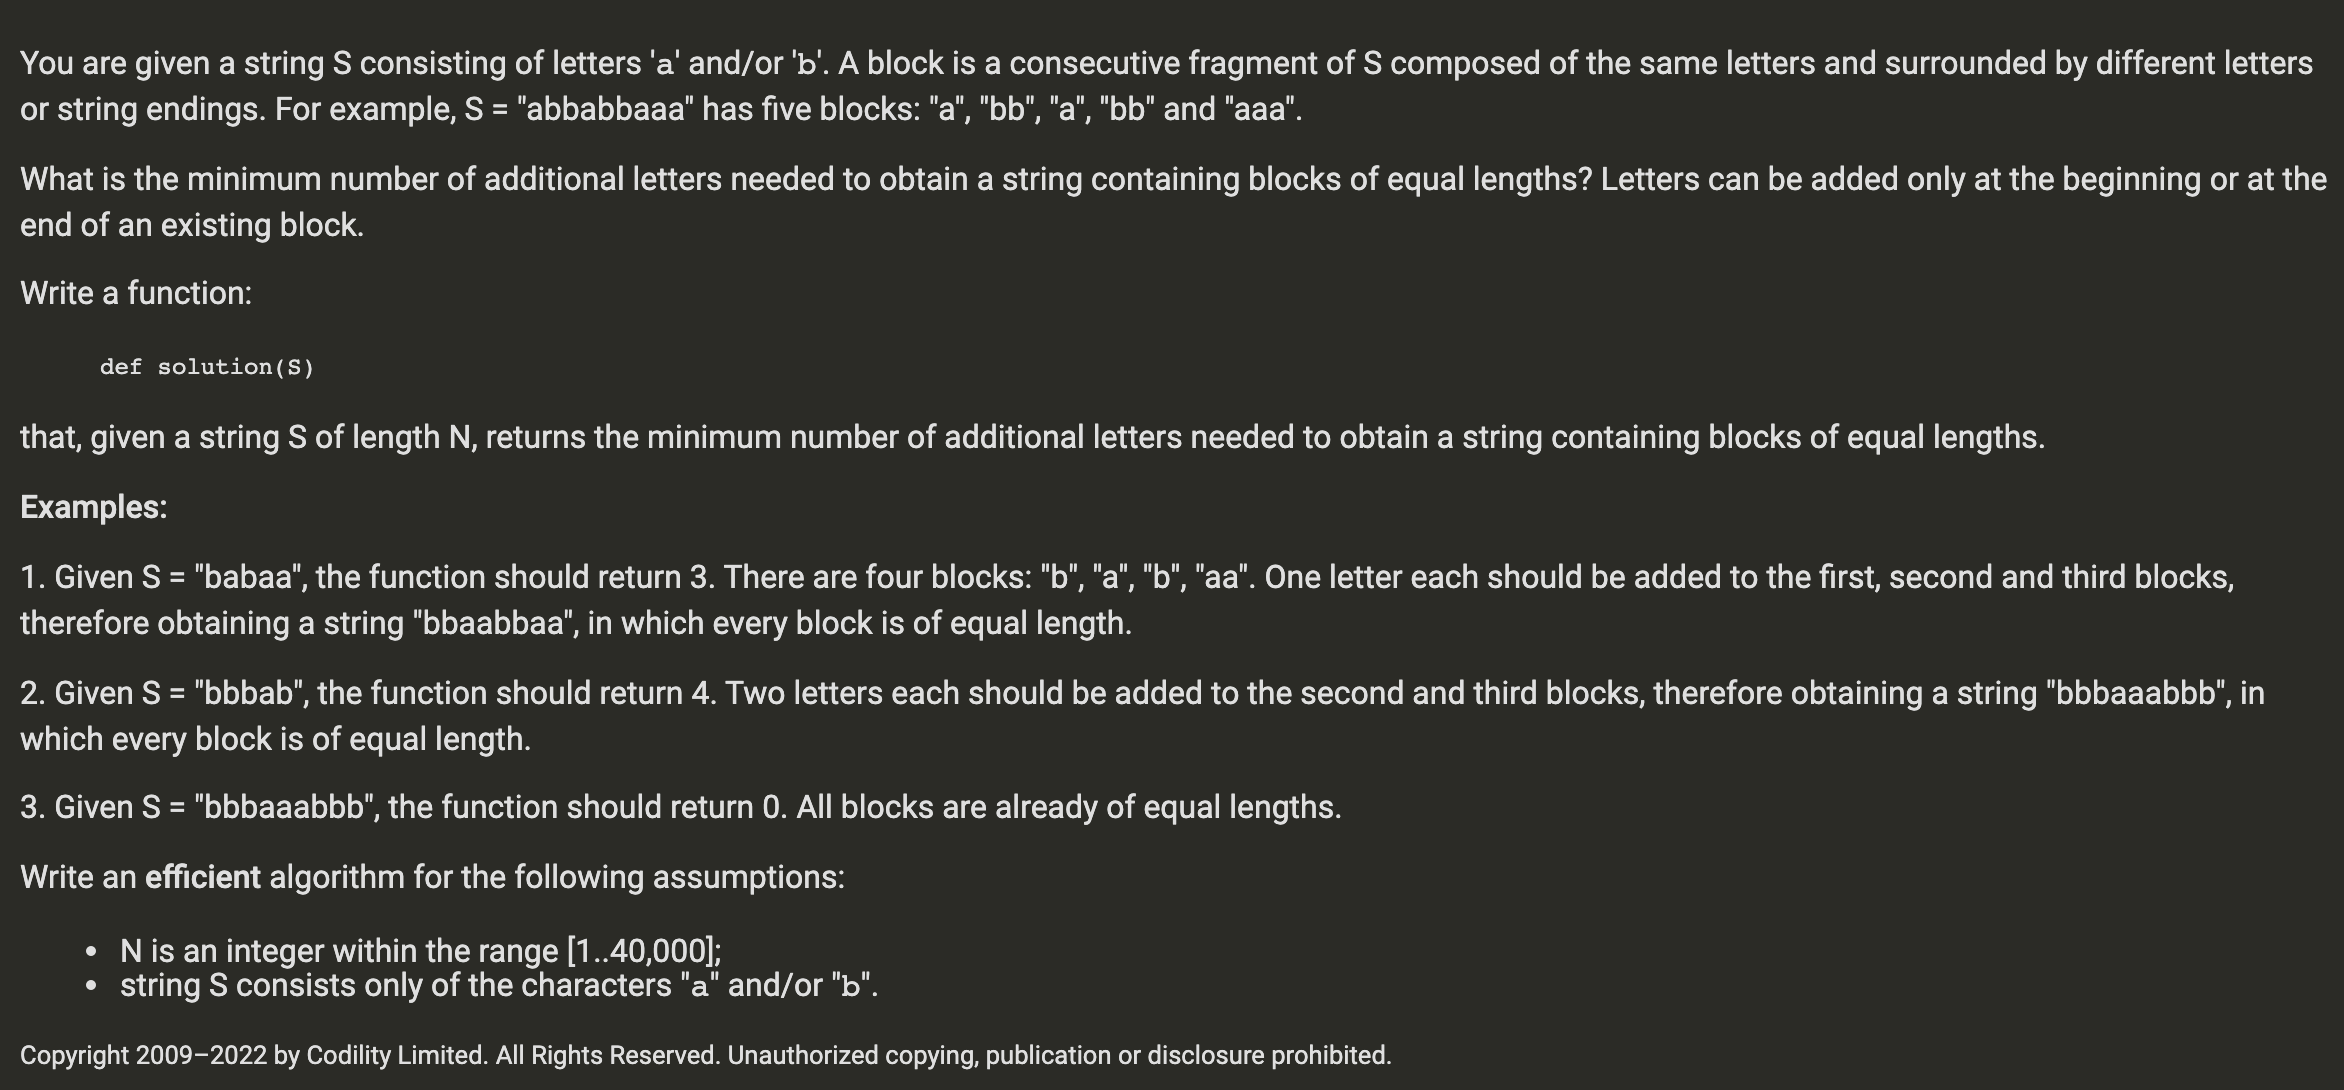 You are given a string S consisting of letters 'a' and/or 'b'. A block is a consecutive fragment of S composed of the same letters and surrounded by different letters
or string endings. For example, S = "abbabbaaa" has five blocks: "a", "bb", "a", "bb" and "aaa".
What is the minimum number of additional letters needed to obtain a string containing blocks of equal lengths? Letters can be added only at the beginning or at the
end of an existing block.
Write a function:
def solution(S)
that, given a string S of length N, returns the minimum number of additional letters needed to obtain a string containing blocks of equal lengths.
Examples:
1. Given S = "babaa", the function should return 3. There are four blocks: "b", "a", "b", "aa". One letter each should be added to the first, second and third blocks,
therefore obtaining a string "bbaabbaa", in which every block is of equal length.
2. Given S = "bbbab", the function should return 4. Two letters each should be added to the second and third blocks, therefore obtaining a string "bbbaaabbb", in
which every block is of equal length.
3. Given S = "bbbaaabbb", the function should return 0. All blocks are already of equal lengths.
Write an efficient algorithm for the following assumptions:
• N is an integer within the range [1..40,000];
• string S consists only of the characters "a" and/or "b".
Copyright 2009–2022 by Codility Limited. All Rights Reserved. Unauthorized copying, publication or disclosure prohibited.